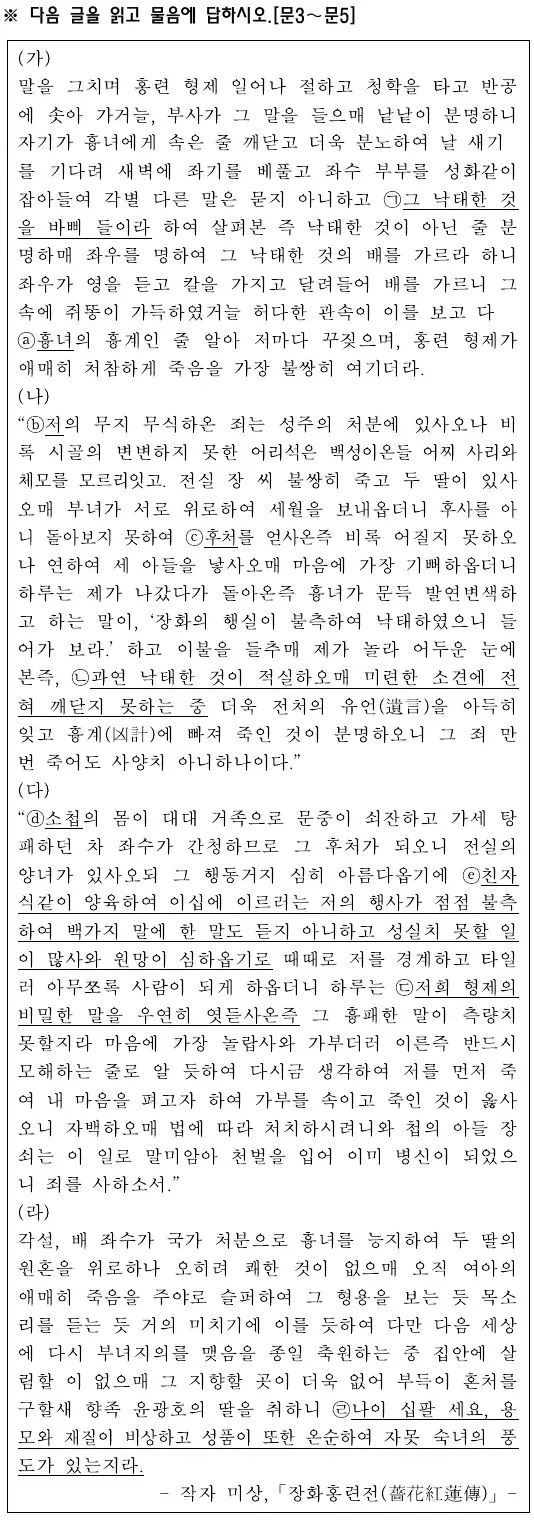 ※ 다음 글을 읽고 물음에 답하시오.[문3～문5]
(가)
말을 그치며 홍련 형제 일어나 절하고 청학을 타고 반공
에 솟아 가거늘, 부사가 그 말을 들으매 낱낱이 분명하니
자기가 흉녀에게 속은 줄 깨닫고 더욱 분노하여 날 새기
를 기다려 새벽에 좌기를 베풀고 좌수 부부를 성화같이
잡아들여 각별 다른 말은 묻지 아니하고 ㉠그 낙태한 것
을 바삐 들이라 하여 살펴본 즉 낙태한 것이 아닌 줄 분
명하매 좌우를 명하여 그 낙태한 것의 배를 가르라 하니
좌우가 영을 듣고 칼을 가지고 달려들어 배를 가르니 그
속에 쥐똥이 가득하였거늘 허다한 관속이 이를 보고 다
ⓐ흉녀의 흉계인 줄 알아 저마다 꾸짖으며, 홍련 형제가
애매히 처참하게 죽음을 가장 불쌍히 여기더라.
(나)
“ⓑ저의 무지 무식하온 죄는 성주의 처분에 있사오나 비
록 시골의 변변하지 못한 어리석은 백성이온들 어찌 사리와
체모를 모르리잇고. 전실 장 씨 불쌍히 죽고 두 딸이 있사
오매 부녀가 서로 위로하여 세월을 보내옵더니 후사를 아
니 돌아보지 못하여 ⓒ후처를 얻사온즉 비록 어질지 못하오
나 연하여 세 아들을 낳사오매 마음에 가장 기뻐하옵더니
하루는 제가 나갔다가 돌아온즉 흉녀가 문득 발연변색하
고 하는 말이, ‘장화의 행실이 불측하여 낙태하였으니 들
어가 보라.’ 하고 이불을 들추매 제가 놀라 어두운 눈에
본즉, ㉡과연 낙태한 것이 적실하오매 미련한 소견에 전
혀 깨닫지 못하는 중 더욱 전처의 유언(遺言)을 아득히
잊고 흉계(凶計)에 빠져 죽인 것이 분명하오니 그 죄 만
번 죽어도 사양치 아니하나이다.”
(다)
“ⓓ소첩의 몸이 대대 거족으로 문중이 쇠잔하고 가세 탕
패하던 차 좌수가 간청하므로 그 후처가 되오니 전실의
양녀가 있사오되 그 행동거지 심히 아름다옵기에 ⓔ친자
식같이 양육하여 이십에 이르러는 저의 행사가 점점 불측
하여 백가지 말에 한 말도 듣지 아니하고 성실치 못할 일
이 많사와 원망이 심하옵기로 때때로 저를 경계하고 타일
러 아무쪼록 사람이 되게 하옵더니 하루는 ㉢저희 형제의
비밀한 말을 우연히 엿듣사온즉 그 흉패한 말이 측량치
못할지라 마음에 가장 놀랍사와 가부더러 이른즉 반드시
모해하는 줄로 알 듯하여 다시금 생각하여 저를 먼저 죽
여 내 마음을 펴고자 하여 가부를 속이고 죽인 것이 옳사
오니 자백하오매 법에 따라 처치하시려니와 첩의 아들 장
쇠는 이 일로 말미암아 천벌을 입어 이미 병신이 되었으
니 죄를 사하소서.”
(라)
각설, 배 좌수가 국가 처분으로 흉녀를 능지하여 두 딸의
원혼을 위로하나 오히려 쾌한 것이 없으매 오직 여아의
애매히 죽음을 주야로 슬퍼하여 그 형용을 보는 듯 목소
리를 듣는 듯 거의 미치기에 이를 듯하여 다만 다음 세상
에 다시 부녀지의를 맺음을 종일 축원하는 중 집안에 살
림할 이 없으매 그 지향할 곳이 더욱 없어 부득이 혼처를
구할새 향족 윤광호의 딸을 취하니 ㉣나이 십팔 세요, 용
모와 재질이 비상하고 성품이 또한 온순하여 자못 숙녀의 풍
도가 있는지라.
- 작자 미상,「장화홍련전(薔花紅蓮傳)」-